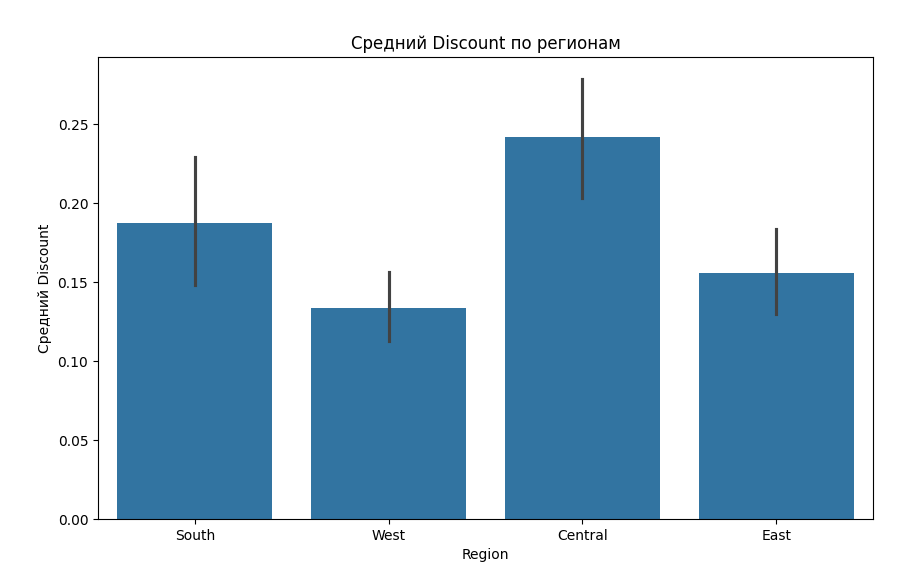 Средний Discount по регионам
Средний Discount
0.25
0.20
0.15
0.10
0.05
0.00
South West Central East
Region